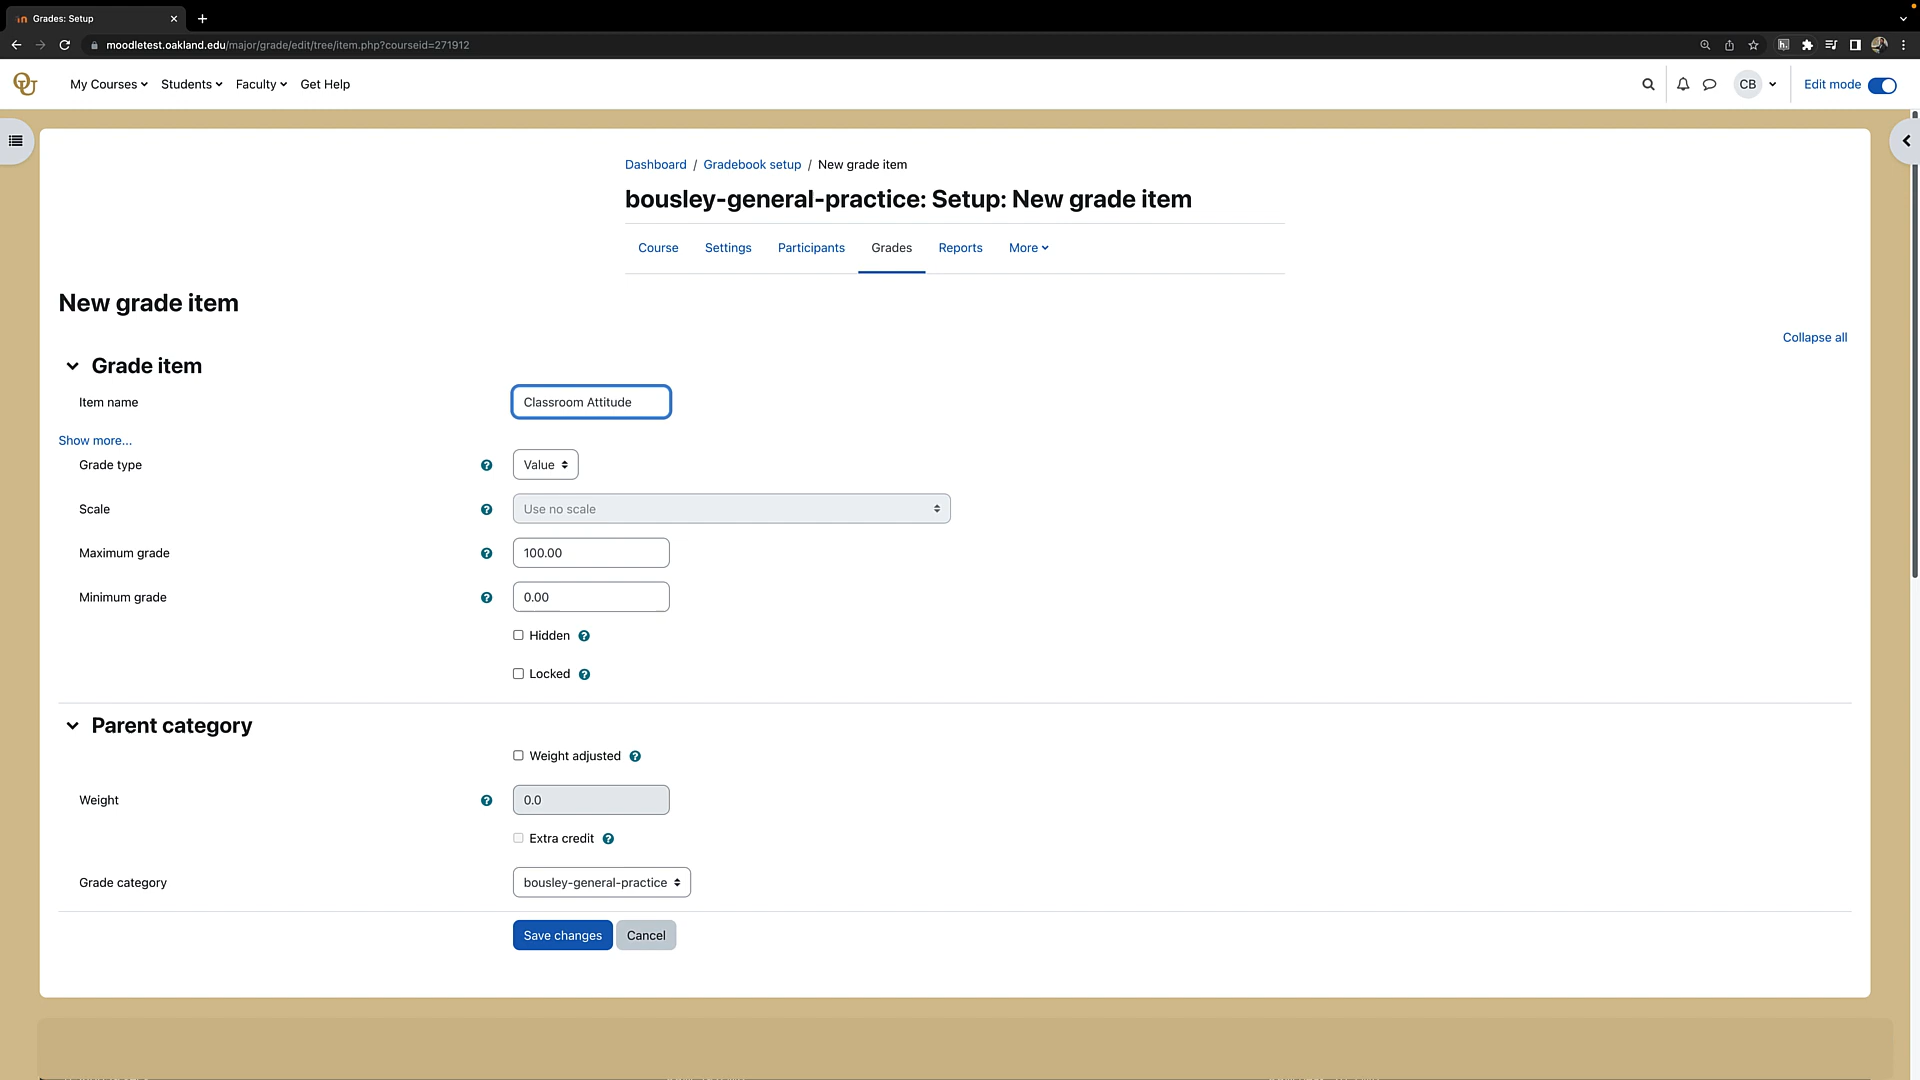 Grades: Setup
moodletest.oakland.edu/major/grade/edit/tree/item.php?courseid=271912
OU My Courses Students Faculty Get Help CB Edit mode
Dashboard / Gradebook setup / New grade item
bousley-general-practice: Setup: New grade item
Course Settings Participants Grades Reports More
New grade item
Collapse all
Grade item
Item name Classroom Attitude
Show more...
Grade type ? Value
Scale ? Use no scale
Maximum grade ? 100.00
Minimum grade ? 0.00
Hidden ?
Locked ?
Parent category
Weight adjusted ?
Weight ? 0.0
Extra credit ?
Grade category bousley-general-practice
Save changes Cancel